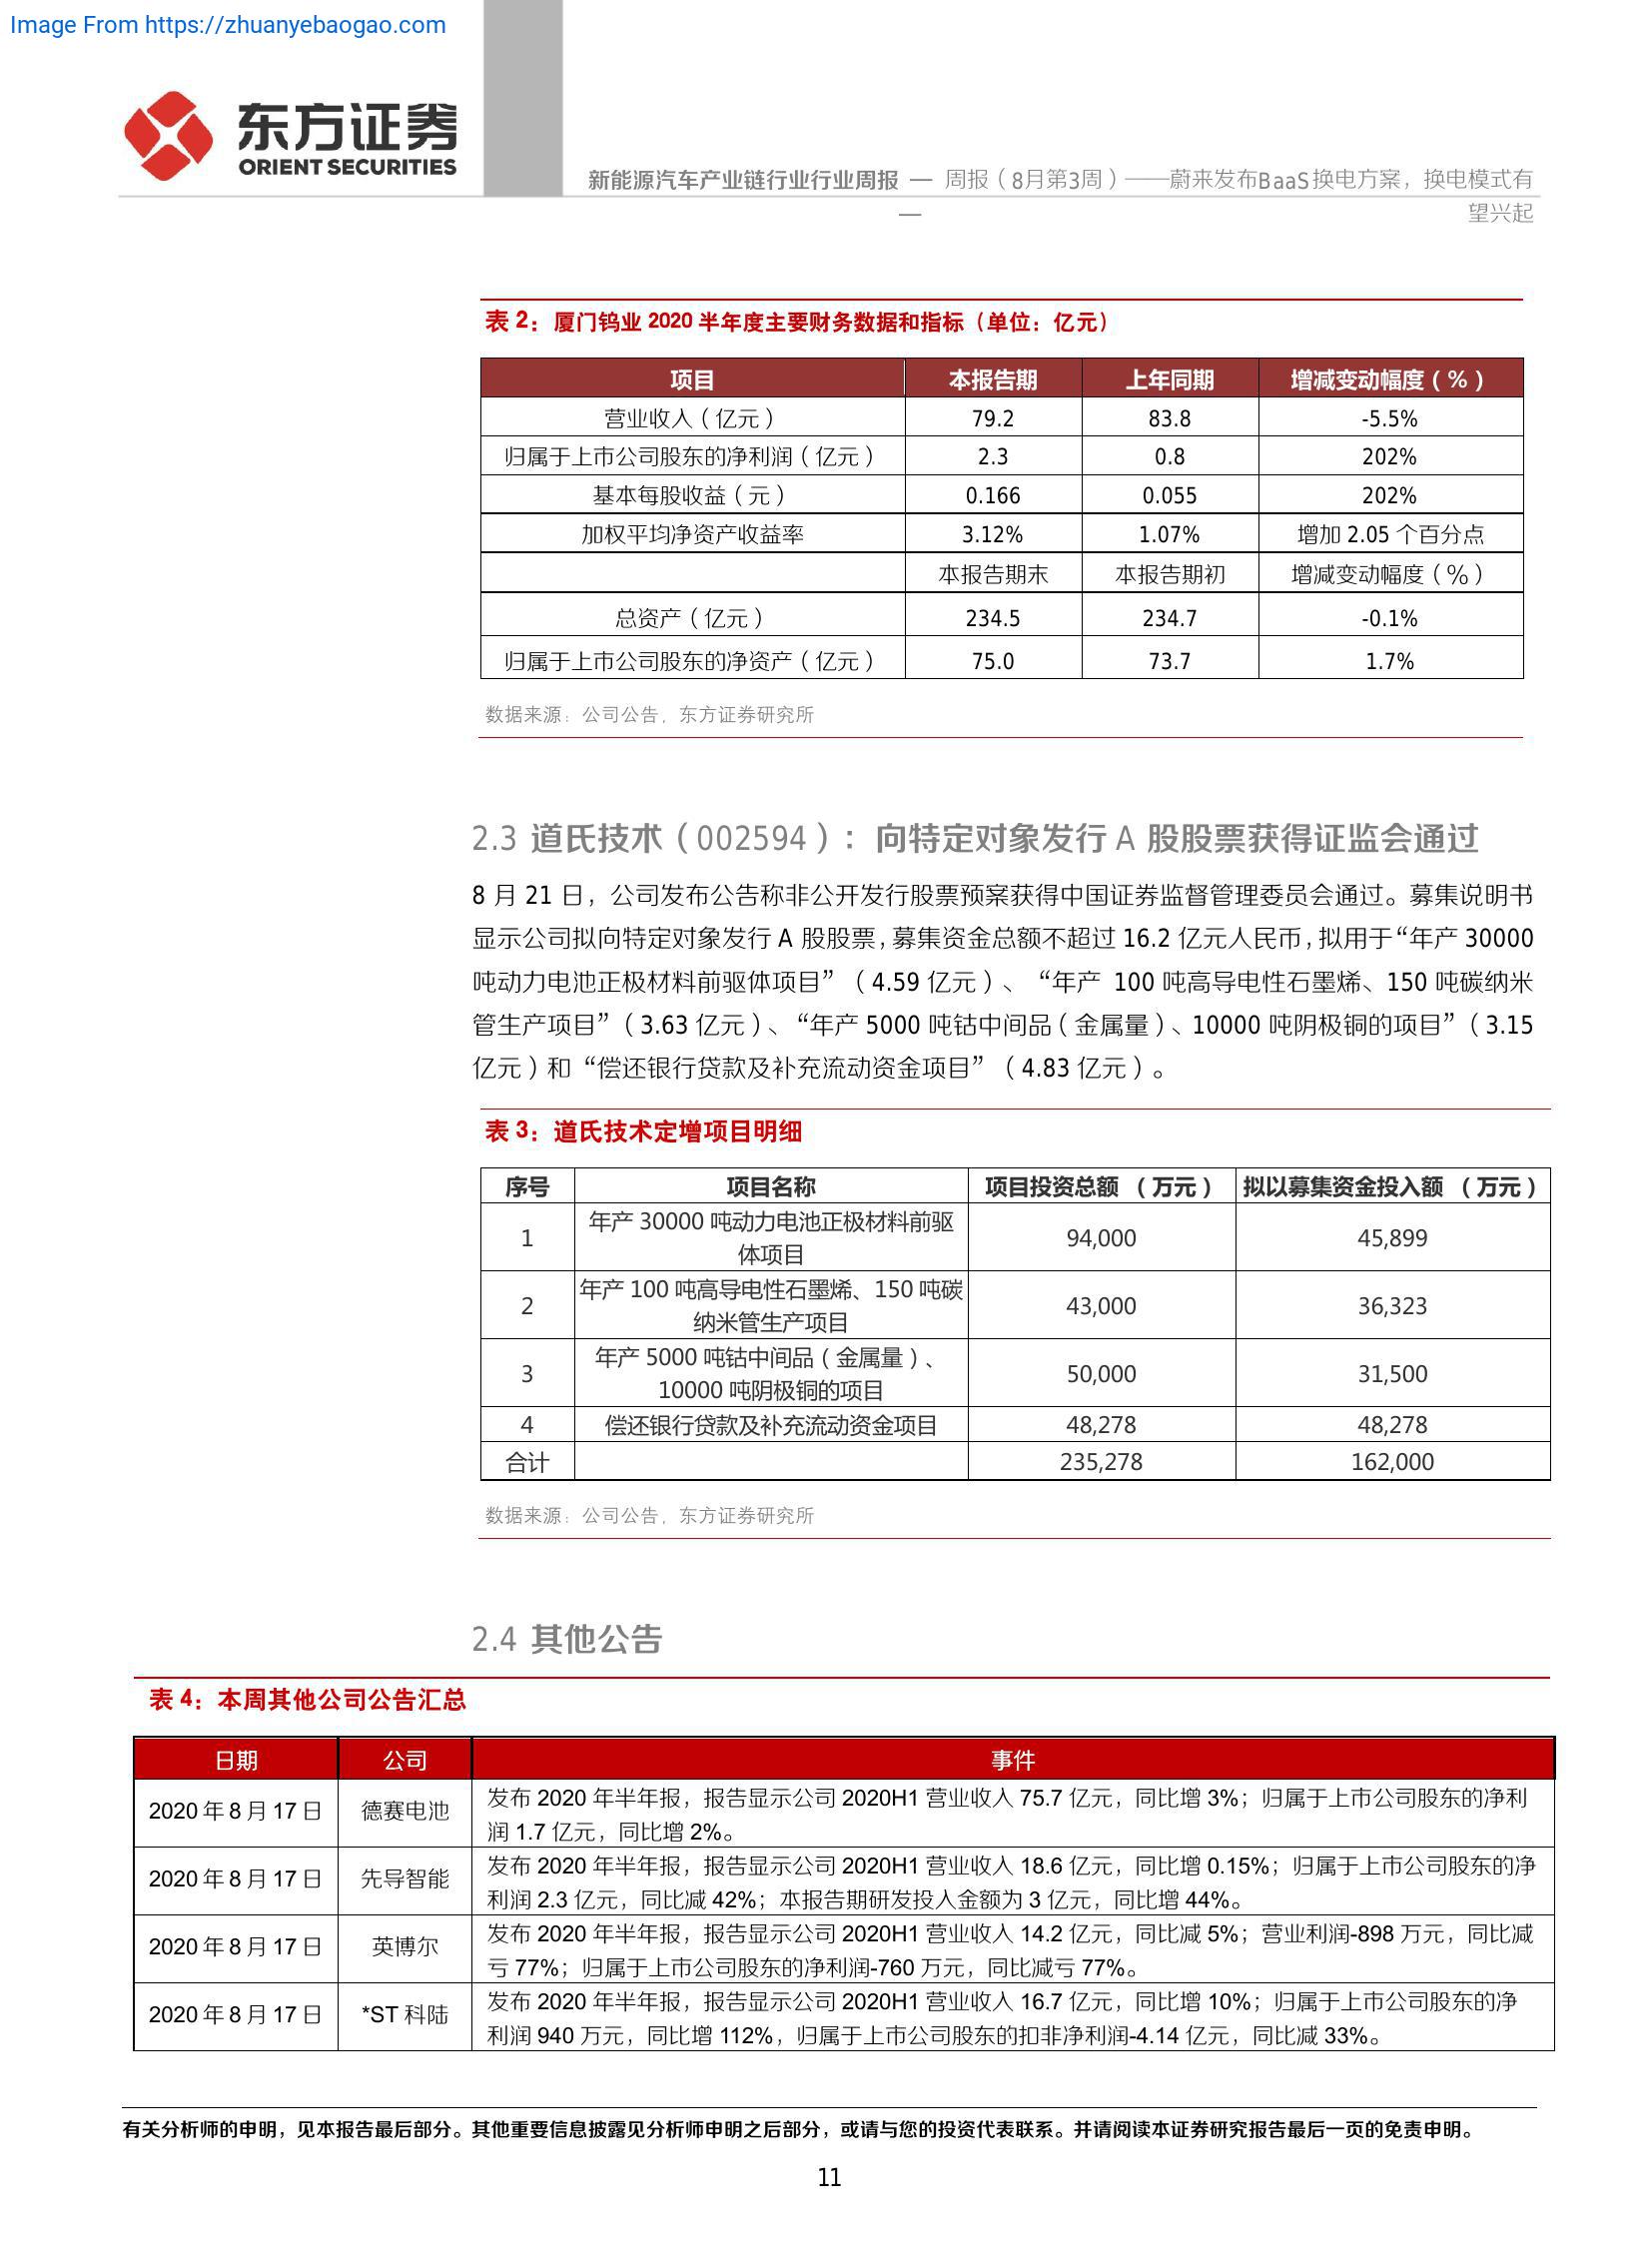 Image From https://zhuanyebaogao.com
东方证券
ORIENT SECURITIES
新能源汽车产业链行业行业周报 — 周报（8月第3周）——蔚来发布BaaS换电方案，换电模式有
— 望兴起
表 2：厦门钨业 2020 半年度主要财务数据和指标（单位：亿元）
项目 本报告期 上年同期 增减变动幅度（%）
营业收入（亿元） 79.2 83.8 -5.5%
归属于上市公司股东的净利润（亿元） 2.3 0.8 202%
基本每股收益（元） 0.166 0.055 202%
加权平均净资产收益率 3.12% 1.07% 增加 2.05 个百分点
本报告期末 本报告期初 增减变动幅度（%）
总资产（亿元） 234.5 234.7 -0.1%
归属于上市公司股东的净资产（亿元） 75.0 73.7 1.7%
数据来源：公司公告，东方证券研究所
2.3 道氏技术（002594）：向特定对象发行 A 股股票获得证监会通过
8 月 21 日，公司发布公告称非公开发行股票预案获得中国证券监督管理委员会通过。募集说明书
显示公司拟向特定对象发行 A 股股票，募集资金总额不超过 16.2 亿元人民币，拟用于“年产 30000
吨动力电池正极材料前驱体项目”（4.59 亿元）、“年产 100 吨高导电性石墨烯、150 吨碳纳米
管生产项目”（3.63 亿元）、“年产 5000 吨钴中间品（金属量）、10000 吨阴极铜的项目”（3.15
亿元）和“偿还银行贷款及补充流动资金项目”（4.83 亿元）。
表 3：道氏技术定增项目明细
序号 项目名称 项目投资总额 （万元） 拟以募集资金投入额 （万元）
1 年产 30000 吨动力电池正极材料前驱 94,000 45,899
体项目
2 年产 100 吨高导电性石墨烯、150 吨碳 43,000 36,323
纳米管生产项目
3 年产 5000 吨钴中间品（金属量）、 50,000 31,500
10000 吨阴极铜的项目
4 偿还银行贷款及补充流动资金项目 48,278 48,278
合计 235,278 162,000
数据来源：公司公告，东方证券研究所
2.4 其他公告
表 4：本周其他公司公告汇总
日期 公司 事件
2020 年 8 月 17 日 德赛电池 发布 2020 年半年报，报告显示公司 2020H1 营业收入 75.7 亿元，同比增 3%；归属于上市公司股东的净利
润 1.7 亿元，同比增 2%。
2020 年 8 月 17 日 先导智能 发布 2020 年半年报，报告显示公司 2020H1 营业收入 18.6 亿元，同比增 0.15%；归属于上市公司股东的净
利润 2.3 亿元，同比减 42%；本报告期研发投入金额为 3 亿元，同比增 44%。
2020 年 8 月 17 日 英博尔 发布 2020 年半年报，报告显示公司 2020H1 营业收入 14.2 亿元，同比减 5%；营业利润-898 万元，同比减
亏 77%；归属于上市公司股东的净利润-760 万元，同比减亏 77%。
2020 年 8 月 17 日 *ST 科陆 发布 2020 年半年报，报告显示公司 2020H1 营业收入 16.7 亿元，同比增 10%；归属于上市公司股东的净
利润 940 万元，同比增 112%，归属于上市公司股东的扣非净利润-4.14 亿元，同比减 33%。
有关分析师的申明，见本报告最后部分。其他重要信息披露见分析师申明之后部分，或请与您的投资代表联系。并请阅读本证券研究报告最后一页的免责申明。
11